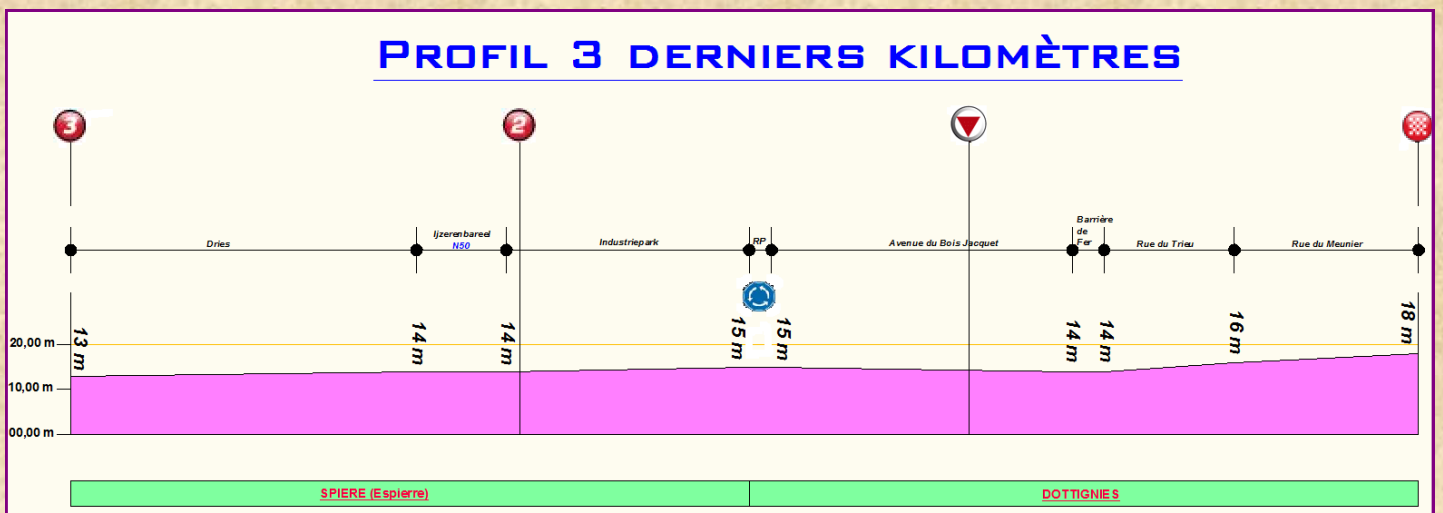 PROFIL 3 DERNIERS KILOMÈTRES
3
2
Dries
Ijzerenbareel
N50
Industriepark
RP
Avenue du Bois Jacquet
Barrière
de
Fer
Rue du Trieu
Rue du Meunier
13 m
14 m
14 m
15 m
15 m
14 m
14 m
16 m
18 m
20,00 m
10,00 m
00,00 m
SPIERE (Espierre)
DOTTIGNIES